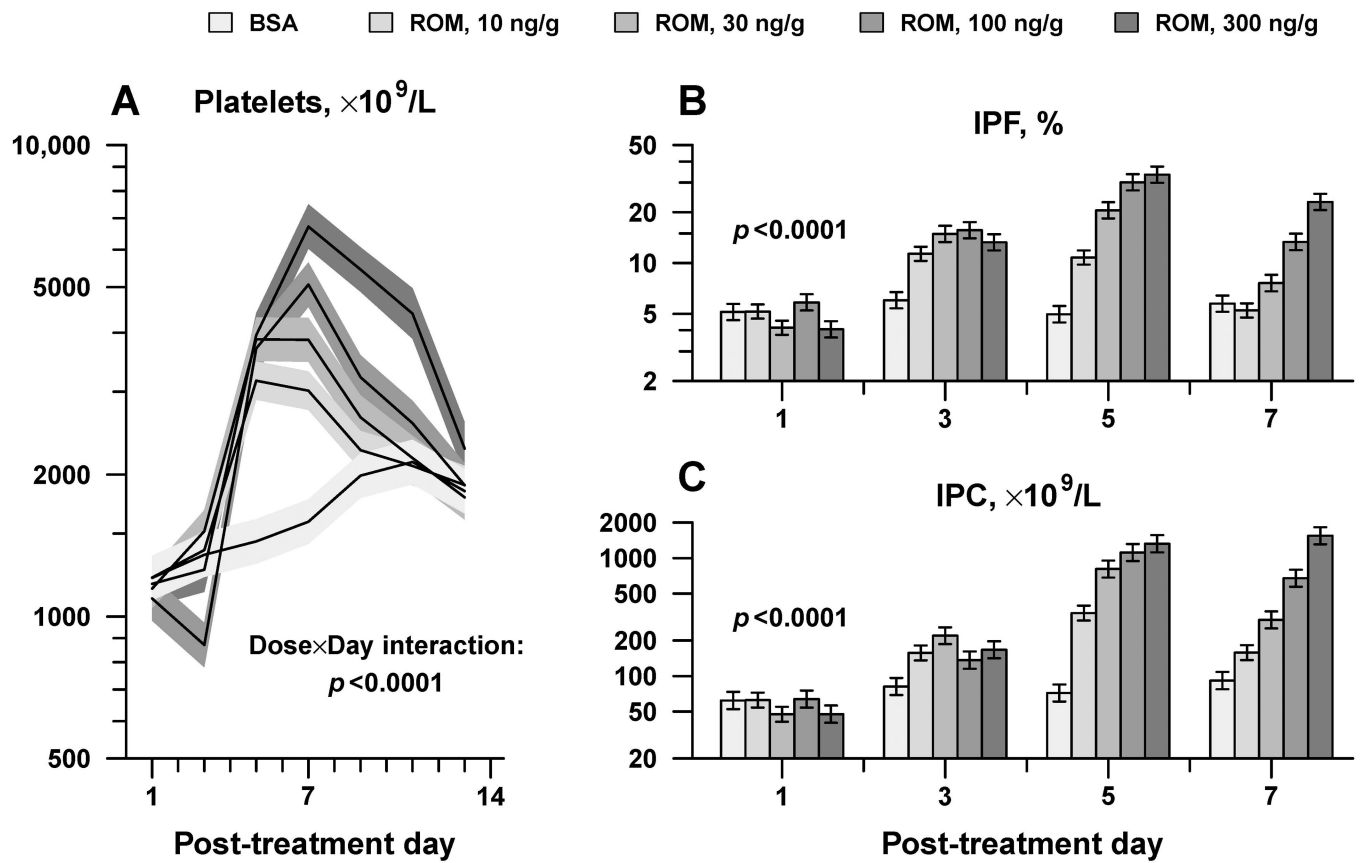 BSA ROM, 10 ng/g ROM, 30 ng/g ROM, 100 ng/g ROM, 300 ng/g
A Platelets, ×10⁹/L
10,000
5000
2000
1000
500
Dose×Day interaction:
p<0.0001
1 7 14
Post-treatment day
B IPF, %
50
20
10
5
2
p<0.0001
1 3 5 7
C IPC, ×10⁹/L
2000
1000
500
200
100
50
20
p<0.0001
1 3 5 7
Post-treatment day